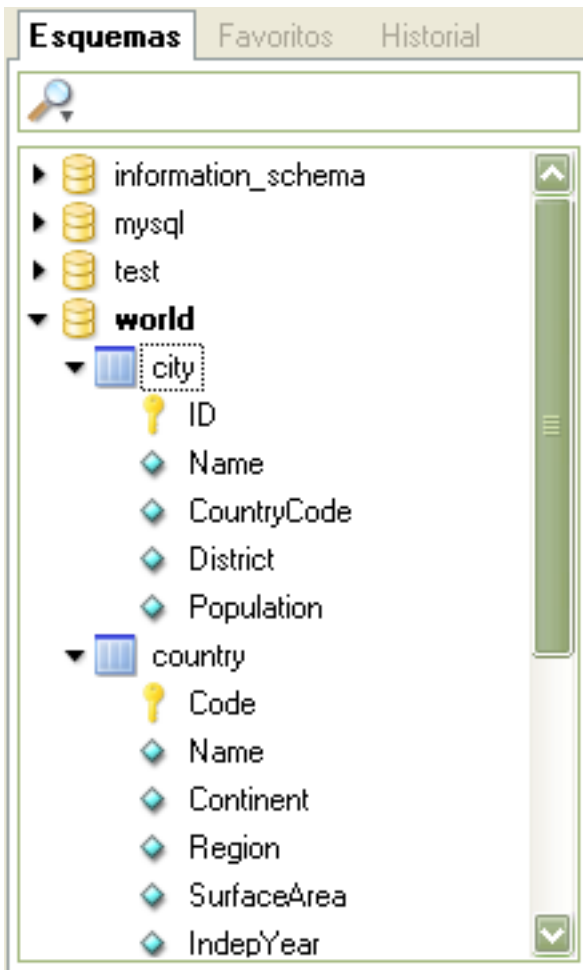 Esquemas Favoritos Historial
information_schema
mysql
test
world
city
ID
Name
CountryCode
District
Population
country
Code
Name
Continent
Region
SurfaceArea
IndepYear